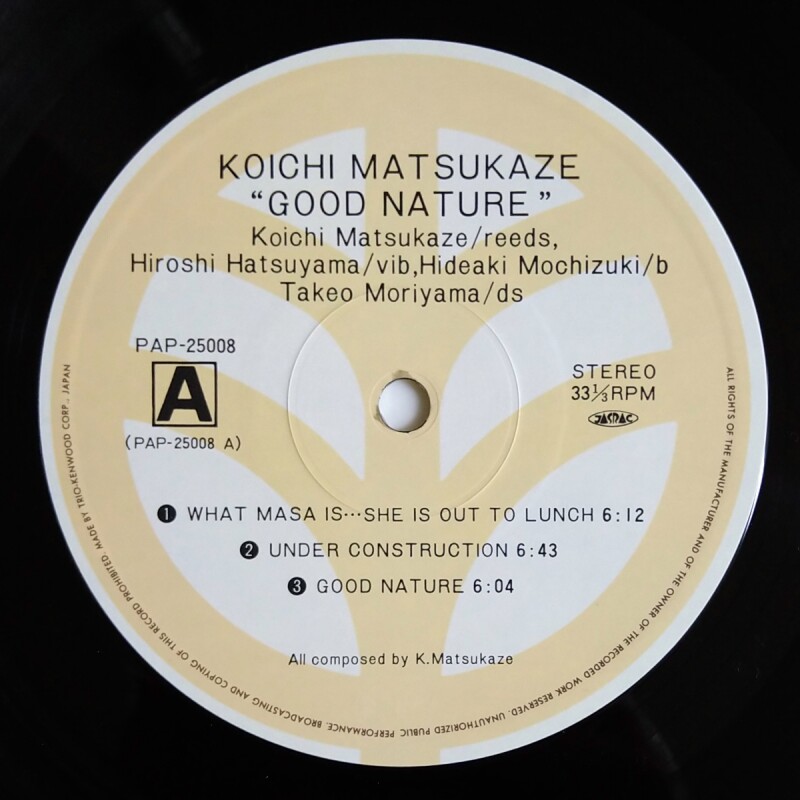 KOICHI MATSUKAZE
"GOOD NATURE"
Koichi Matsukaze/reeds,
Hiroshi Hatsuyama/vib,Hideaki Mochizuki/b
Takeo Moriyama/ds
PAP-25008
A
(PAP-25008 A)
STEREO
33⅓RPM
JASRAC
❶ WHAT MASA IS…SHE IS OUT TO LUNCH 6:12
❷ UNDER CONSTRUCTION 6:43
❸ GOOD NATURE 6:04
All composed by K.Matsukaze
ALL RIGHTS OF THE MANUFACTURER AND OF THE OWNER OF THE RECORDED WORK RESERVED. UNAUTHORIZED PUBLIC PERFORMANCE. BROADCASTING AND COPYING OF THIS RECORD PROHIBITED. MADE BY TRIO-KENWOOD CORP., JAPAN